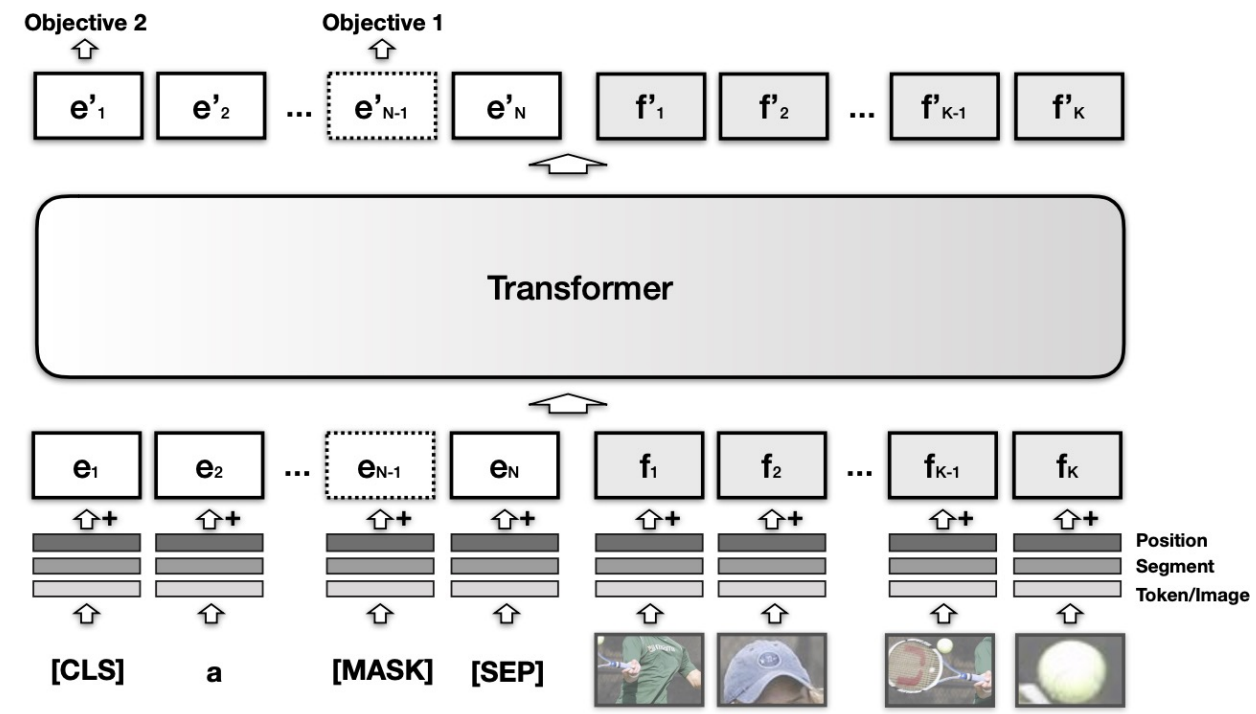 Objective 2 Objective 1
e'1 e'2 ... e'N-1 e'N f'1 f'2 ... f'K-1 f'K
Transformer
e1 e2 ... eN-1 eN f1 f2 ... fK-1 fK
+ + + + + + + +
Position
Segment
Token/Image
[CLS] a [MASK] [SEP]